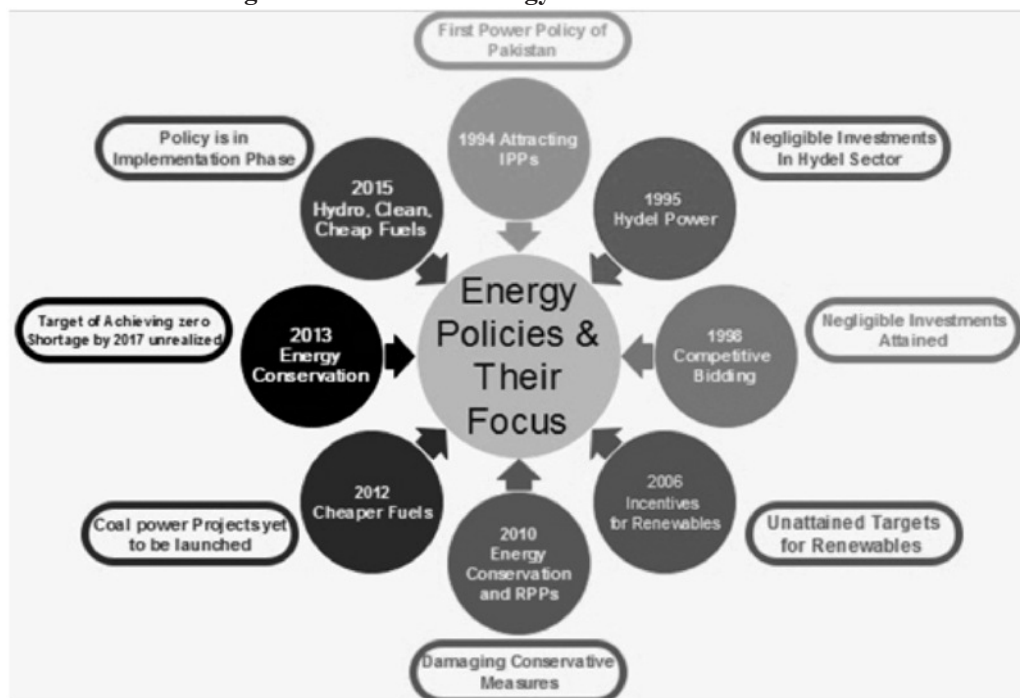 First Power Policy of
Pakistan
1994 Attracting
IPPs
Negligible Investments
In Hydel Sector
1995
Hydel Power
Negligible Investments
Attained
1998
Competitive
Bidding
2006
Incentives
for Renewables
Unattained Targets
for Renewables
2010
Energy
Conservation
and RPPs
Damaging Conservative
Measures
2012
Cheaper Fuels
Coal power Projects yet
to be launched
2013
Energy
Conservation
Target of Achieving zero
Shortage by 2017 unrealized
2015
Hydro, Clean,
Cheap Fuels
Policy is in
Implementation Phase
Energy
Policies &
Their
Focus